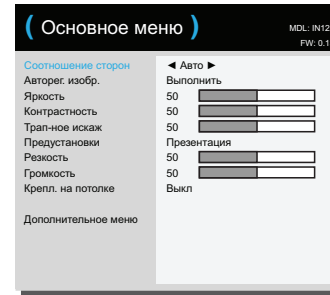 ( Основное меню )
MDL: IN12
FW: 0.1
Соотношение сторон ◄ Авто ►
Авторег. изобр. Выполнить
Яркость 50
Контрастность 50
Трап-ное искаж 50
Предустановки Презентация
Резкость 50
Громкость 50
Крепл. на потолке Выкл
Дополнительное меню